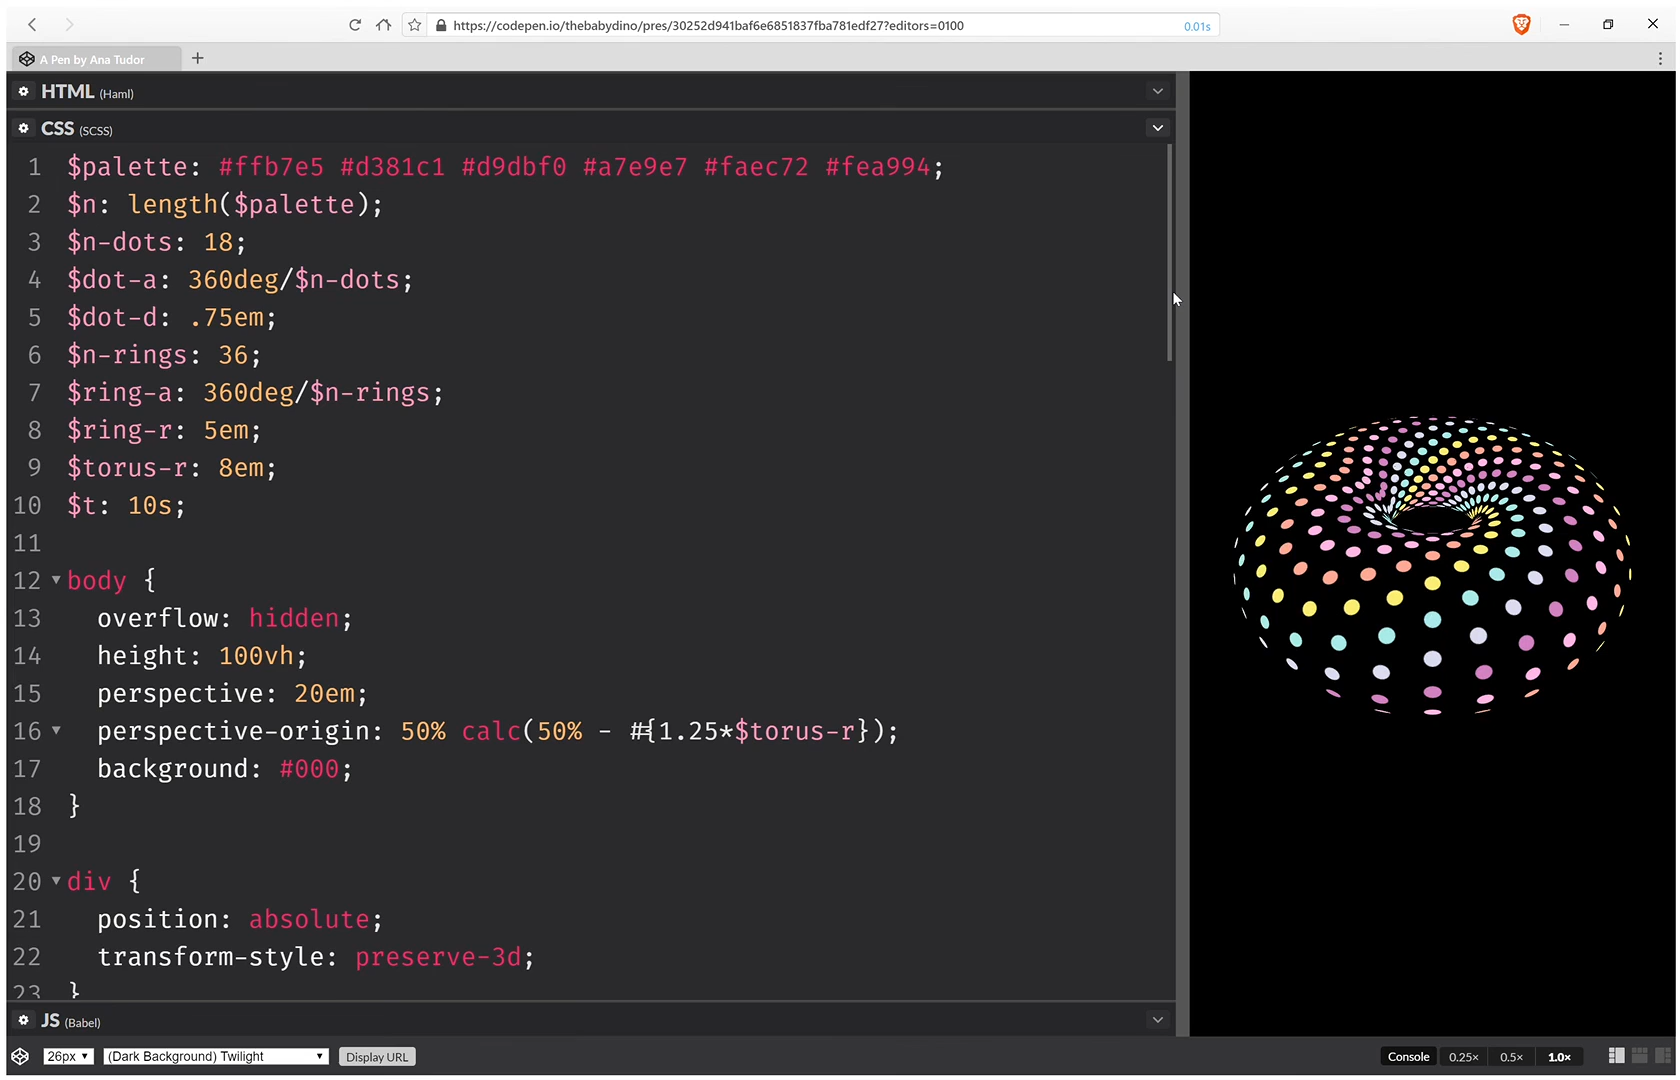 https://codepen.io/thebabydino/pres/30252d941baf6e6851837fba781edf27?editors=0100
0.01s
A Pen by Ana Tudor
HTML (Haml)
CSS (SCSS)
1 $palette: #ffb7e5 #d381c1 #d9dbf0 #a7e9e7 #faec72 #fea994;
2 $n: length($palette);
3 $n-dots: 18;
4 $dot-a: 360deg/$n-dots;
5 $dot-d: .75em;
6 $n-rings: 36;
7 $ring-a: 360deg/$n-rings;
8 $ring-r: 5em;
9 $torus-r: 8em;
10 $t: 10s;
11
12 body {
13 overflow: hidden;
14 height: 100vh;
15 perspective: 20em;
16 perspective-origin: 50% calc(50% - #{1.25*$torus-r});
17 background: #000;
18 }
19
20 div {
21 position: absolute;
22 transform-style: preserve-3d;
23 }
JS (Babel)
26px
(Dark Background) Twilight
Display URL
Console
0.25×
0.5×
1.0×